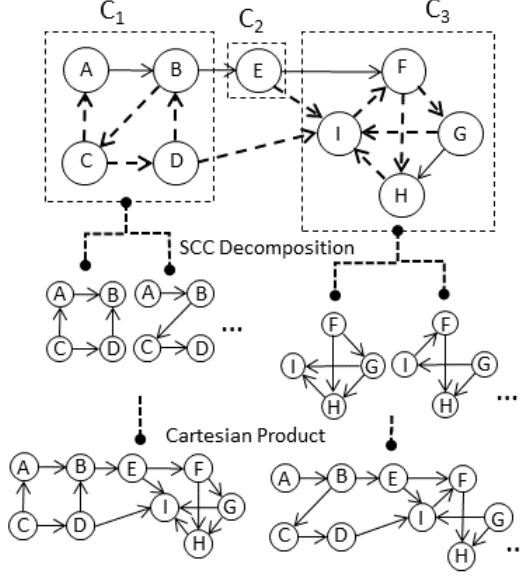 C1 C2 C3
A B E F
I G
C D
H
SCC Decomposition
A B A B
C D C D ...
F F
I G I G
H H ...
Cartesian Product
A B E F A B E F
I G I G
C D C D
H H ..